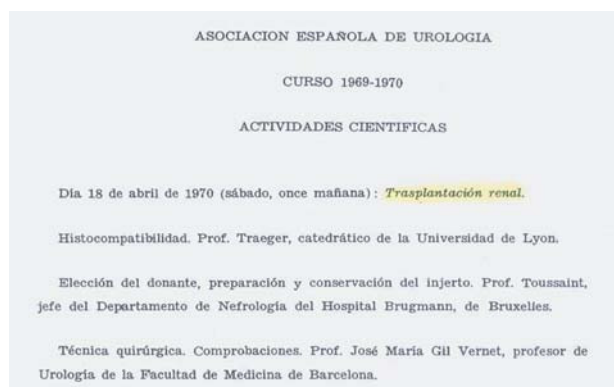 ASOCIACION ESPAÑOLA DE UROLOGIA
CURSO 1969-1970
ACTIVIDADES CIENTIFICAS
Día 18 de abril de 1970 (sábado, once mañana): Trasplantación renal.
Histocompatibilidad. Prof. Traeger, catedrático de la Universidad de Lyon.
Elección del donante, preparación y conservación del injerto. Prof. Toussaint,
jefe del Departamento de Nefrología del Hospital Brugmann, de Bruxelles.
Técnica quirúrgica. Comprobaciones. Prof. José María Gil Vernet, profesor de
Urología de la Facultad de Medicina de Barcelona.